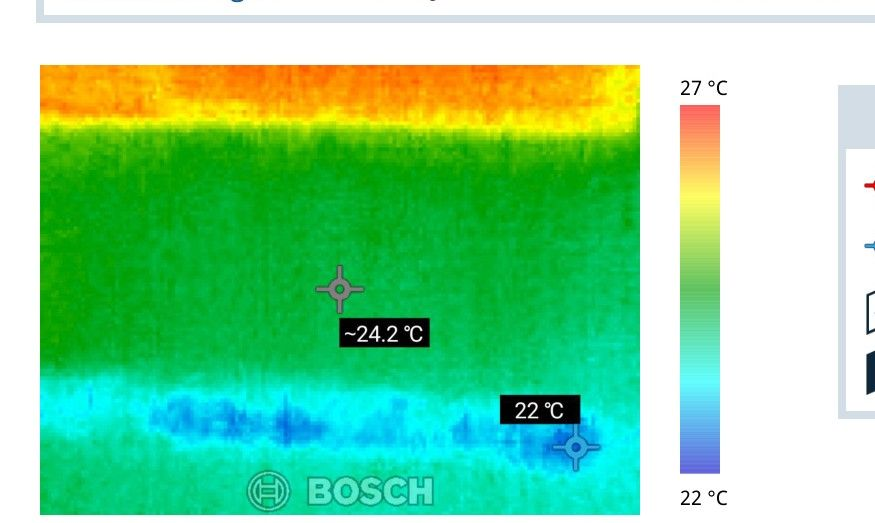 27 °C
~24.2 °C
22 °C
BOSCH
22 °C